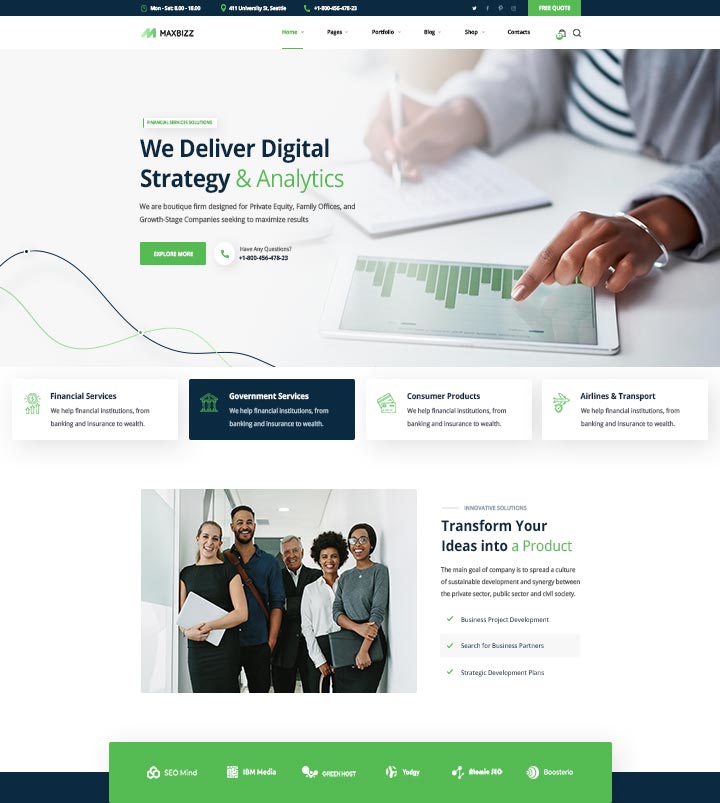 Mon - Sat: 8.00 - 18.00
411 University St, Seattle
+1-800-456-478-23
FREE QUOTE
MAXBIZZ
Home
Pages
Portfolio
Blog
Shop
Contacts
FINANCIAL SERVICES SOLUTIONS
We Deliver Digital
Strategy & Analytics
We are boutique firm designed for Private Equity, Family Offices, and
Growth-Stage Companies seeking to maximize results
EXPLORE MORE
Have Any Questions?
+1-800-456-478-23
Financial Services
We help financial institutions, from
banking and insurance to wealth.
Government Services
We help financial institutions, from
banking and insurance to wealth.
Consumer Products
We help financial institutions, from
banking and insurance to wealth.
Airlines & Transport
We help financial institutions, from
banking and insurance to wealth.
INNOVATIVE SOLUTIONS
Transform Your
Ideas into a Product
The main goal of company is to spread a culture
of sustainable development and synergy between
the private sector, public sector and civil society.
Business Project Development
Search for Business Partners
Strategic Development Plans
SEO Mind
IBM Media
GREEN HOST
Yodgy
Atomic SEO
Boosterio